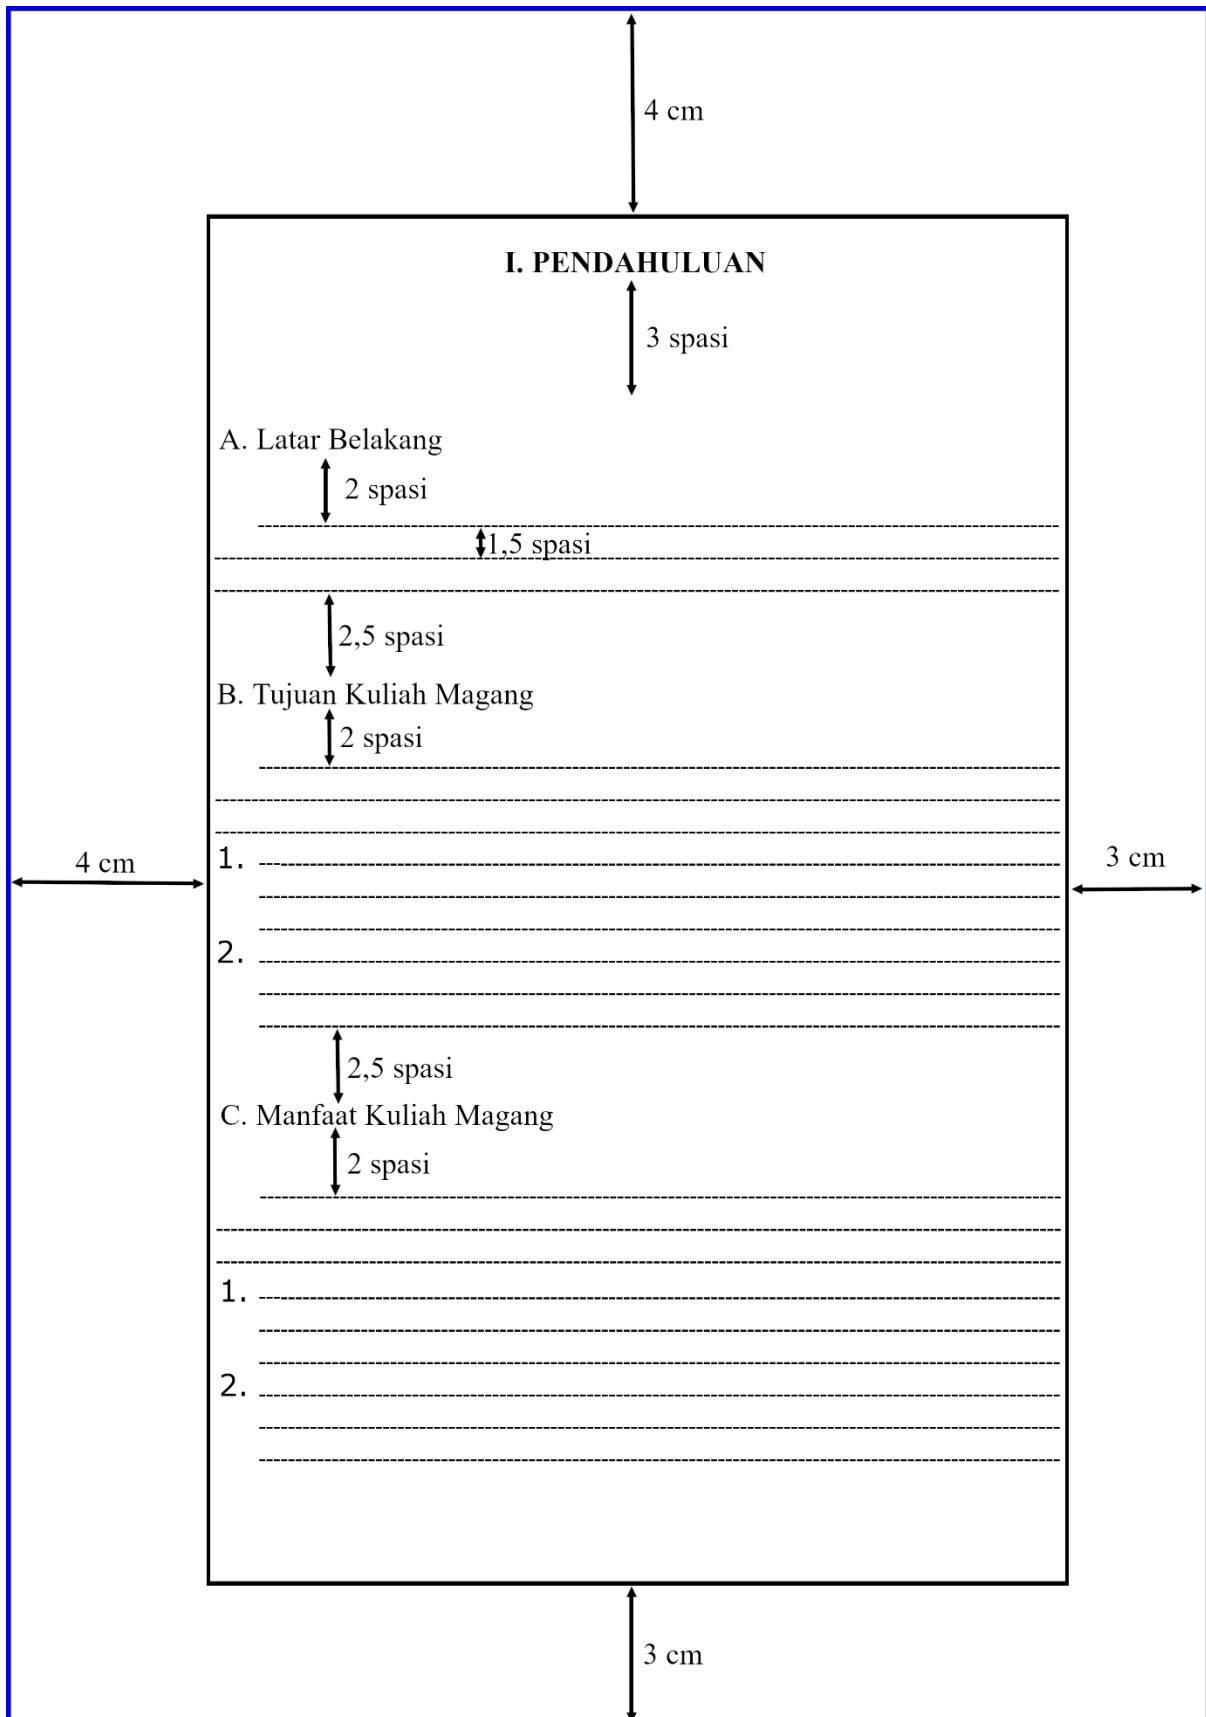 4 cm
I. PENDAHULUAN
3 spasi
A. Latar Belakang
2 spasi
1,5 spasi
2,5 spasi
B. Tujuan Kuliah Magang
2 spasi
1.
4 cm
3 cm
2.
2,5 spasi
C. Manfaat Kuliah Magang
2 spasi
1.
2.
3 cm